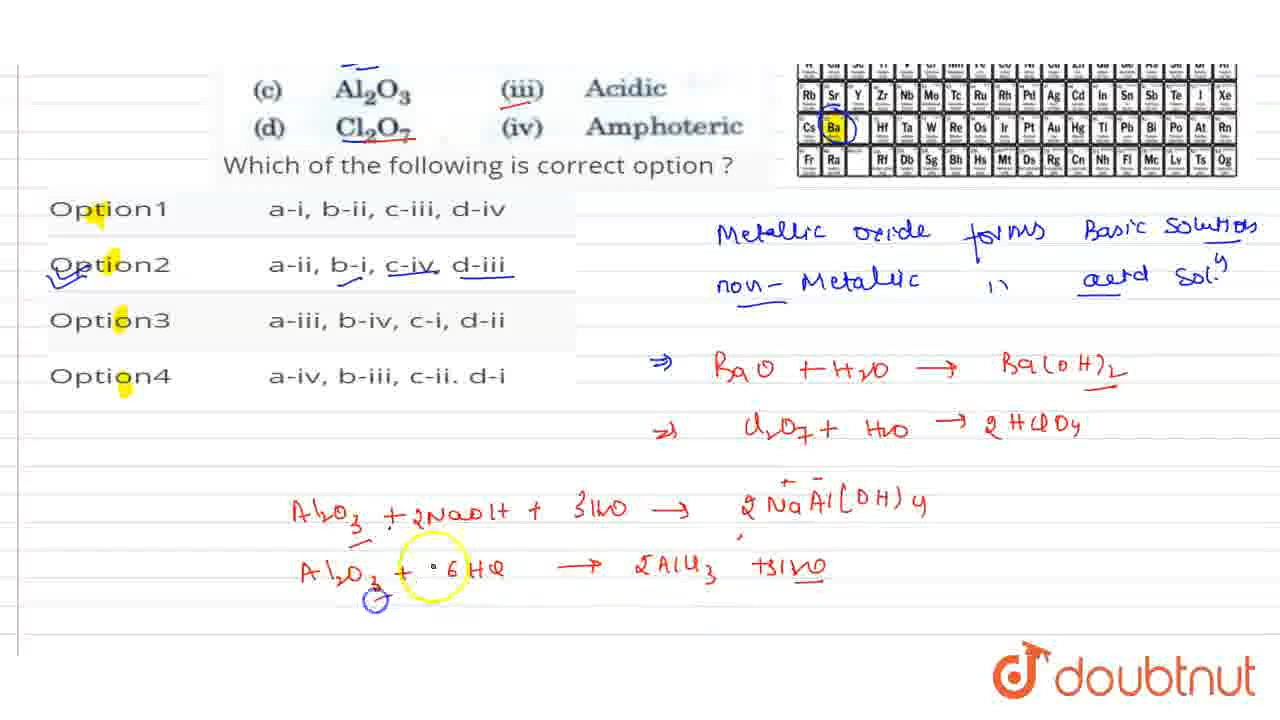 (c) Al₂O₃ (iii) Acidic
(d) Cl₂O₇ (iv) Amphoteric
Which of the following is correct option ?
Option1 a-i, b-ii, c-iii, d-iv
Option2 a-ii, b-i, c-iv, d-iii
Option3 a-iii, b-iv, c-i, d-ii
Option4 a-iv, b-iii, c-ii. d-i
Rb Sr Y Zr Nb Mo Tc Ru Rh Pd Ag Cd In Sn Sb Te I Xe
Cs Ba Hf Ta W Re Os Ir Pt Au Hg Tl Pb Bi Po At Rn
Fr Ra Rf Db Sg Bh Hs Mt Ds Rg Cn Nh Fl Mc Lv Ts Og
Metallic oxide forms Basic solutions
non- Metallic 〃 acid solⁿ
⇒ BaO + H₂O → Ba(OH)₂
⇒ Cl₂O₇ + H₂O → 2HClO₄
Al₂O₃ + 2NaOH + 3H₂O → 2Na⁺Al⁻(OH)₄
Al₂O₃ + 6HCl → 2AlCl₃ + 3H₂O
doubtnut